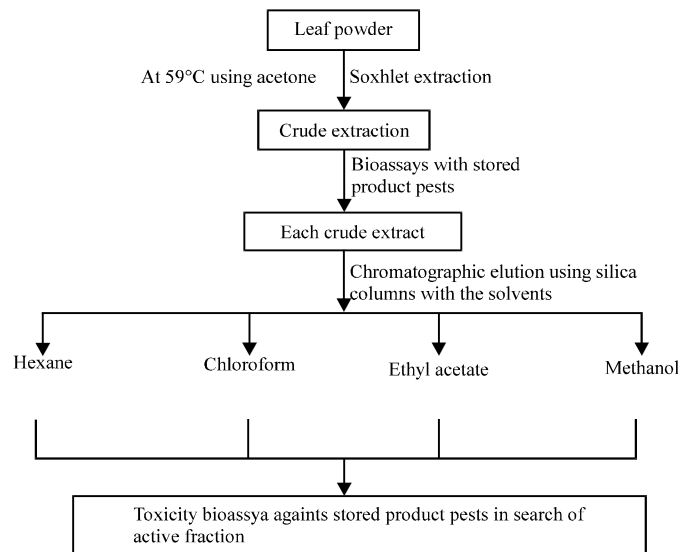 Leaf powder
At 59°C using acetone
Soxhlet extraction
Crude extraction
Bioassays with stored
product pests
Each crude extract
Chromatographic elution using silica
columns with the solvents
Hexane
Chloroform
Ethyl acetate
Methanol
Toxicity bioassya againts stored product pests in search of
active fraction